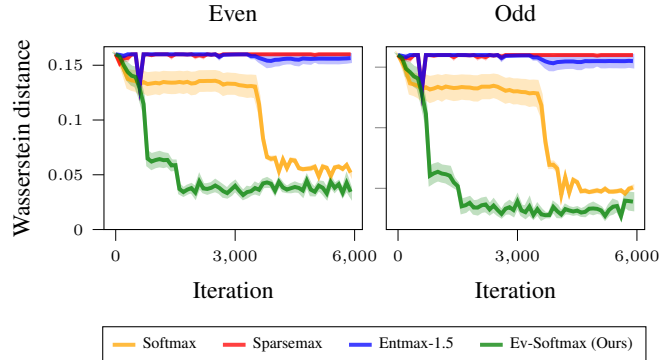 Even Odd
Wasserstein distance
0.15
0.1
0.05
0
0 3,000 6,000 0 3,000 6,000
Iteration Iteration
Softmax Sparsemax Entmax-1.5 Ev-Softmax (Ours)